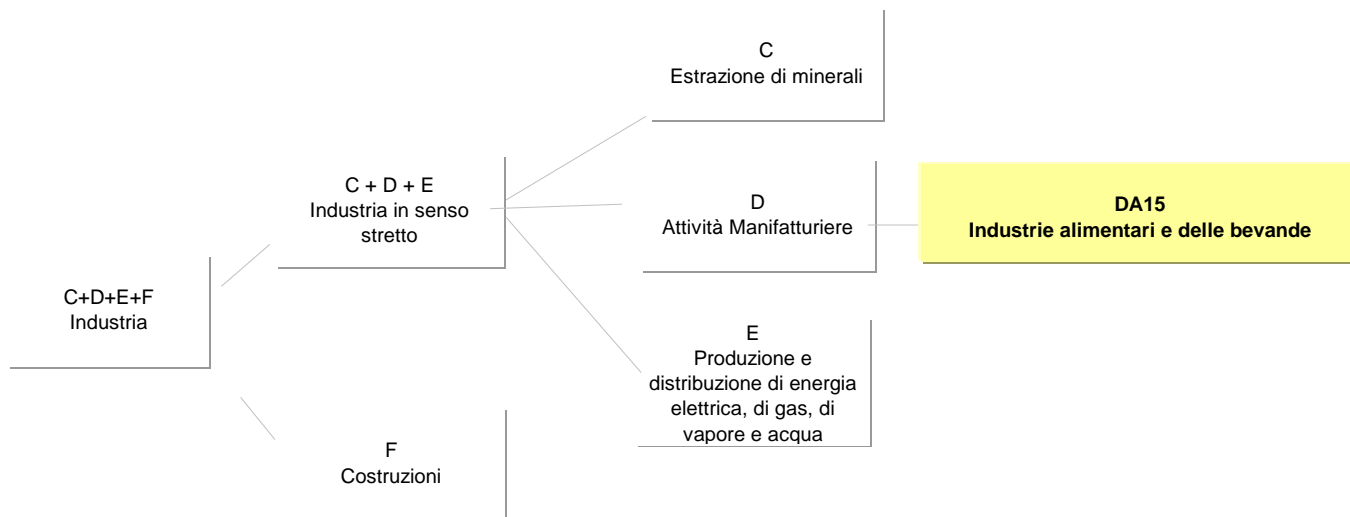 C
Estrazione di minerali
C + D + E
Industria in senso
stretto
D
Attività Manifatturiere
DA15
Industrie alimentari e delle bevande
C+D+E+F
Industria
E
Produzione e
distribuzione di energia
elettrica, di gas, di
vapore e acqua
F
Costruzioni